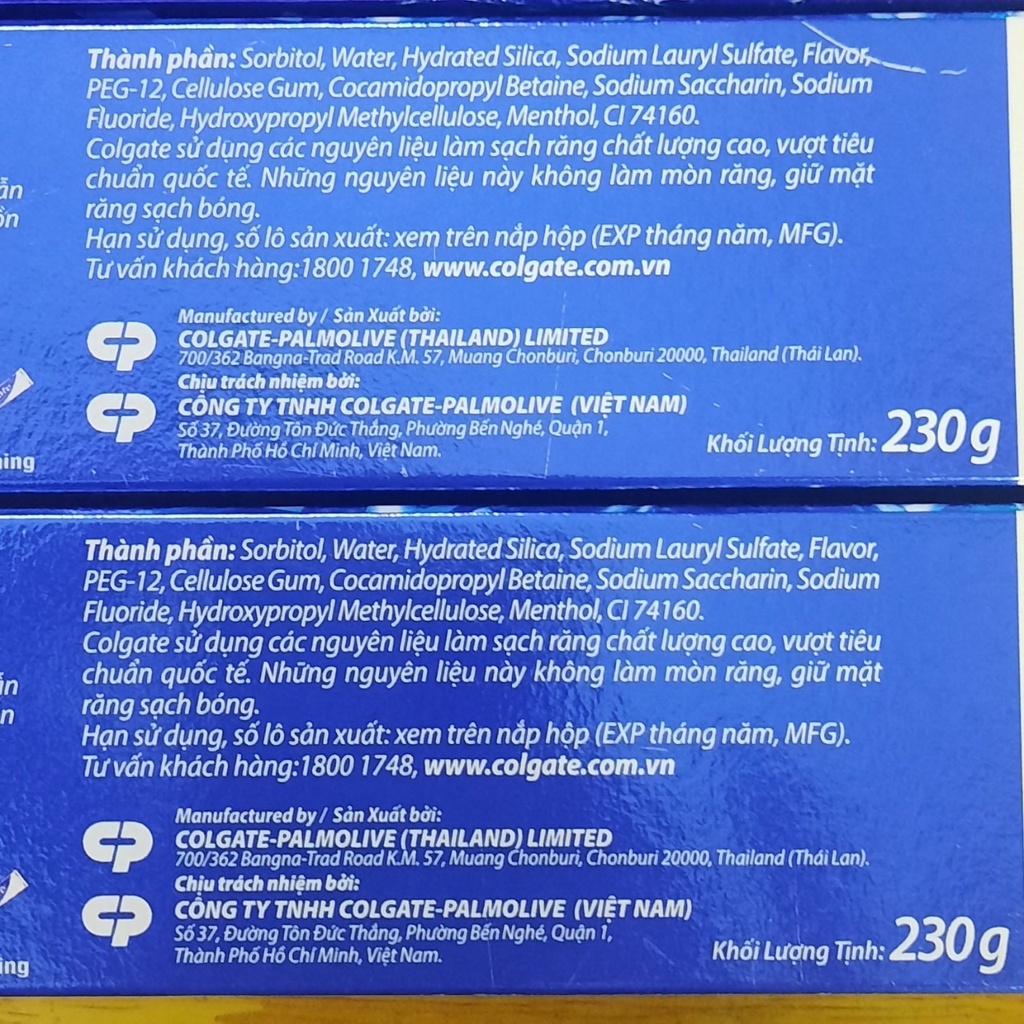 Thành phần: Sorbitol, Water, Hydrated Silica, Sodium Lauryl Sulfate, Flavor,
PEG-12, Cellulose Gum, Cocamidopropyl Betaine, Sodium Saccharin, Sodium
Fluoride, Hydroxypropyl Methylcellulose, Menthol, CI 74160.
Colgate sử dụng các nguyên liệu làm sạch răng chất lượng cao, vượt tiêu
chuẩn quốc tế. Những nguyên liệu này không làm mòn răng, giữ mặt
răng sạch bóng.
Hạn sử dụng, số lô sản xuất: xem trên nắp hộp (EXP tháng năm, MFG).
Tư vấn khách hàng:1800 1748, www.colgate.com.vn
Manufactured by / Sản Xuất bởi:
COLGATE-PALMOLIVE (THAILAND) LIMITED
700/362 Bangna-Trad Road K.M. 57, Muang Chonburi, Chonburi 20000, Thailand (Thái Lan).
Chịu trách nhiệm bởi:
CÔNG TY TNHH COLGATE-PALMOLIVE (VIỆT NAM)
Số 37, Đường Tôn Đức Thắng, Phường Bến Nghé, Quận 1,
Thành Phố Hồ Chí Minh, Việt Nam.
Khối Lượng Tịnh: 230 g
Thành phần: Sorbitol, Water, Hydrated Silica, Sodium Lauryl Sulfate, Flavor,
PEG-12, Cellulose Gum, Cocamidopropyl Betaine, Sodium Saccharin, Sodium
Fluoride, Hydroxypropyl Methylcellulose, Menthol, CI 74160.
Colgate sử dụng các nguyên liệu làm sạch răng chất lượng cao, vượt tiêu
chuẩn quốc tế. Những nguyên liệu này không làm mòn răng, giữ mặt
răng sạch bóng.
Hạn sử dụng, số lô sản xuất: xem trên nắp hộp (EXP tháng năm, MFG).
Tư vấn khách hàng:1800 1748, www.colgate.com.vn
Manufactured by / Sản Xuất bởi:
COLGATE-PALMOLIVE (THAILAND) LIMITED
700/362 Bangna-Trad Road K.M. 57, Muang Chonburi, Chonburi 20000, Thailand (Thái Lan).
Chịu trách nhiệm bởi:
CÔNG TY TNHH COLGATE-PALMOLIVE (VIỆT NAM)
Số 37, Đường Tôn Đức Thắng, Phường Bến Nghé, Quận 1,
Thành Phố Hồ Chí Minh, Việt Nam.
Khối Lượng Tịnh: 230 g